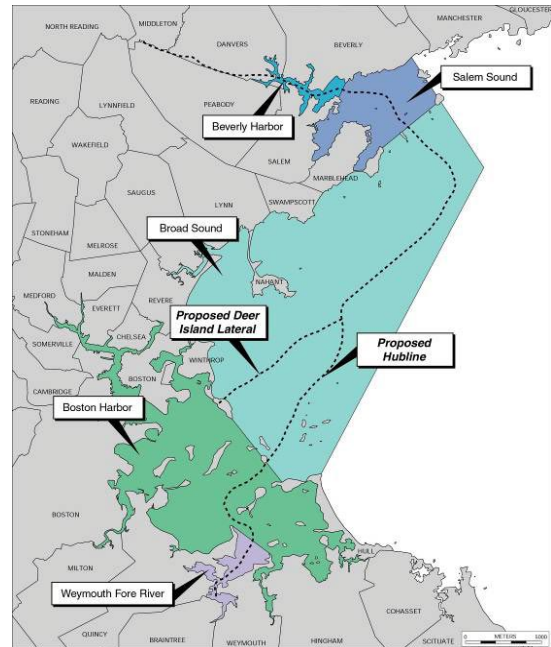 GLOUCESTER
MIDDLETON
MANCHESTER
NORTH READING
DANVERS
BEVERLY
Salem Sound
READING
LYNNFIELD
PEABODY
Beverly Harbor
WAKEFIELD
SALEM
MARBLEHEAD
SAUGUS
LYNN
SWAMPSCOTT
STONEHAM
Broad Sound
MELROSE
NAHANT
MALDEN
MEDFORD
EVERETT
REVERE
Proposed Deer
Island Lateral
Proposed
Hubline
CHELSEA
SOMERVILLE
WINTHROP
CAMBRIDGE
BOSTON
Boston Harbor
BOSTON
HULL
MILTON
Weymouth Fore River
COHASSET
QUINCY
BRAINTREE
WEYMOUTH
HINGHAM
SCITUATE
0 METERS 5000